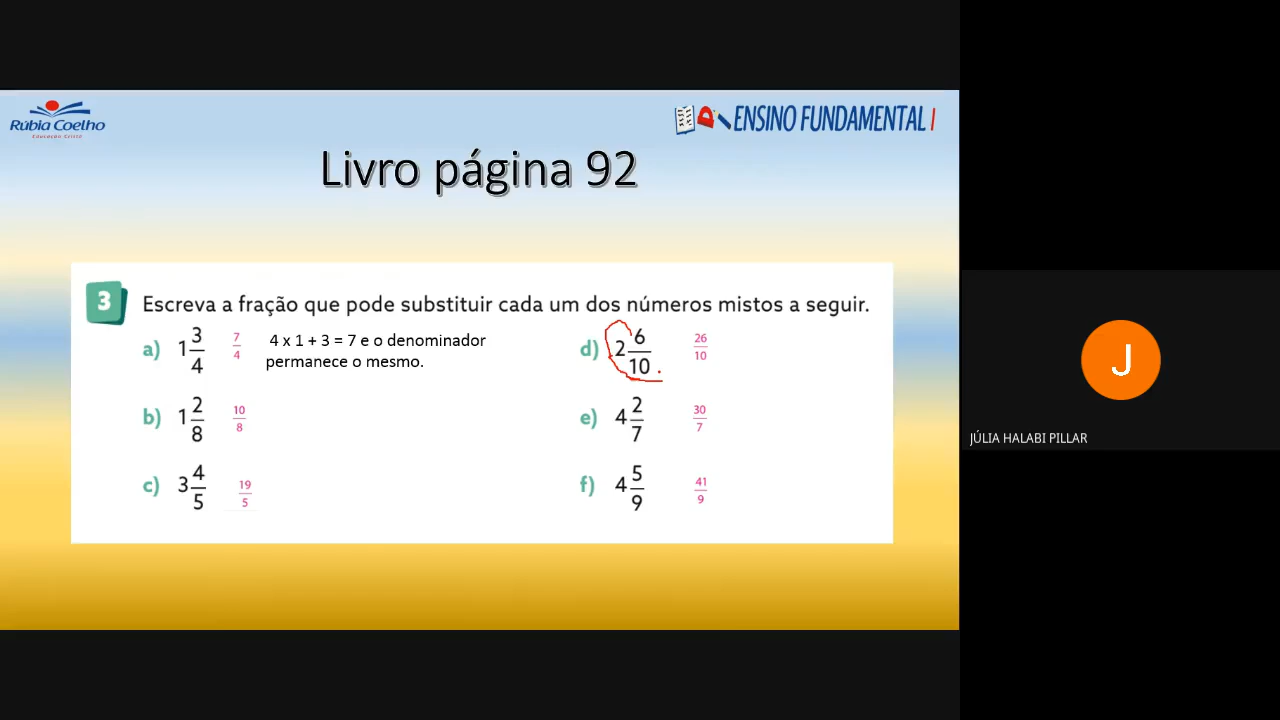 Rúbia Coelho
Educação Cristã
ENSINO FUNDAMENTAL I
Livro página 92
3 Escreva a fração que pode substituir cada um dos números mistos a seguir.
a) 1 3/4 7/4 4 x 1 + 3 = 7 e o denominador
permanece o mesmo.
b) 1 2/8 10/8
c) 3 4/5 19/5
d) 2 6/10 26/10
e) 4 2/7 30/7
f) 4 5/9 41/9
J
JÚLIA HALABI PILLAR